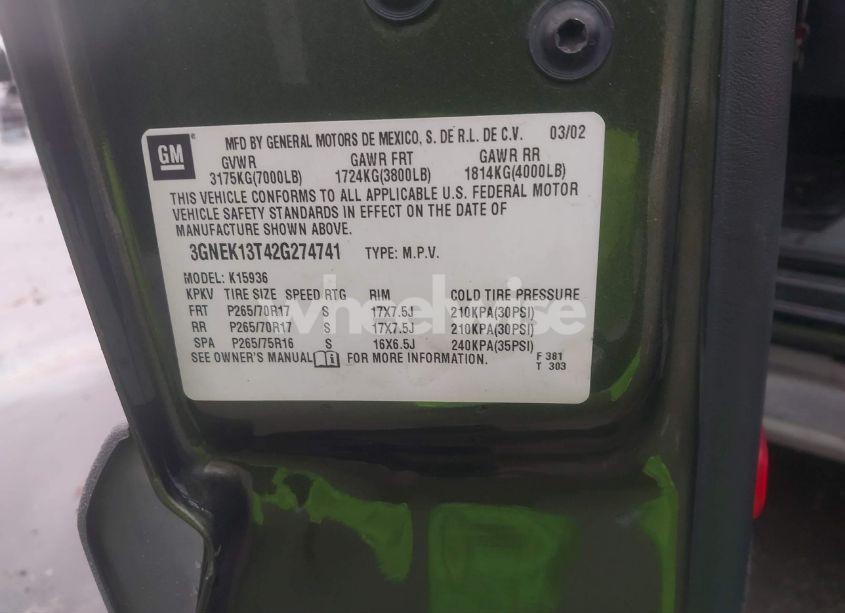 GM
MFD BY GENERAL MOTORS DE MEXICO, S. DE R.L. DE C.V. 03/02
GVWR GAWR FRT GAWR RR
3175KG(7000LB) 1724KG(3800LB) 1814KG(4000LB)
THIS VEHICLE CONFORMS TO ALL APPLICABLE U.S. FEDERAL MOTOR
VEHICLE SAFETY STANDARDS IN EFFECT ON THE DATE OF
MANUFACTURE SHOWN ABOVE.
3GNEK13T42G274741 TYPE: M.P.V.
MODEL: K15936
KPKV TIRE SIZE SPEED RTG RIM COLD TIRE PRESSURE
FRT P265/70R17 S 17X7.5J 210KPA(30PSI)
RR P265/70R17 S 17X7.5J 210KPA(30PSI)
SPA P265/75R16 S 16X6.5J 240KPA(35PSI)
SEE OWNER'S MANUAL FOR MORE INFORMATION.
F 381
T 303
wheelwise